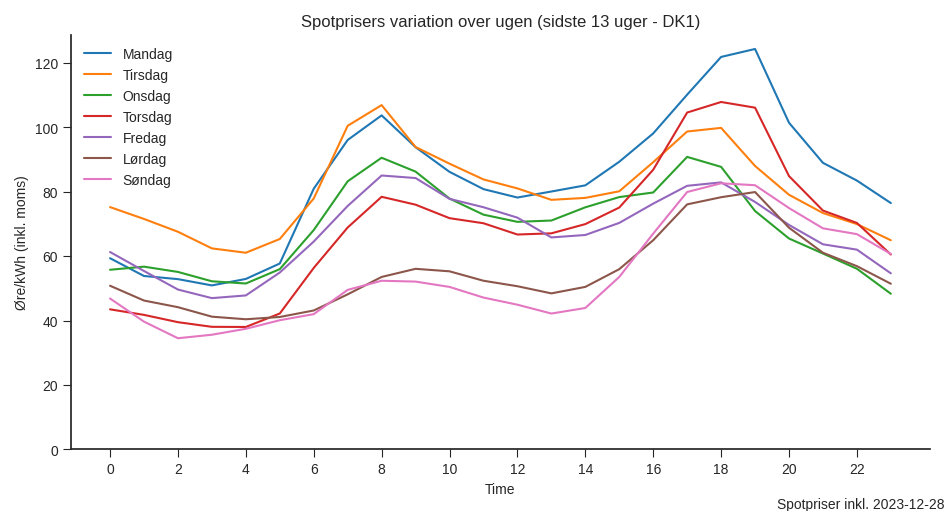 Spotprisers variation over ugen (sidste 13 uger - DK1)
Mandag
Tirsdag
Onsdag
Torsdag
Fredag
Lørdag
Søndag
Øre/kWh (inkl. moms)
120
100
80
60
40
20
0
0 2 4 6 8 10 12 14 16 18 20 22
Time
Spotpriser inkl. 2023-12-28